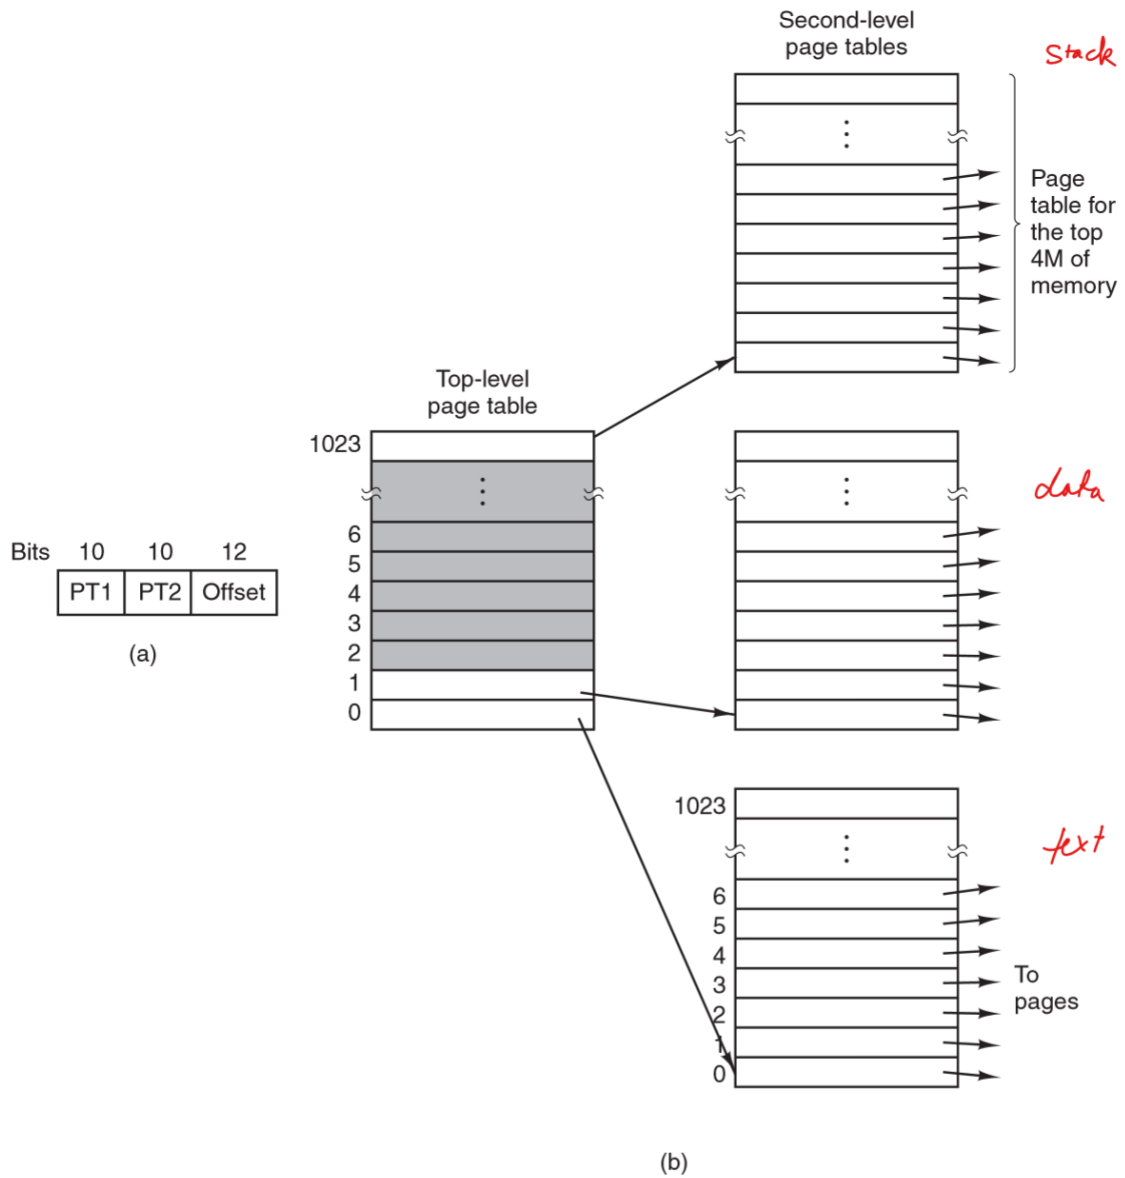 Second-level
page tables
stack
Page
table for
the top
4M of
memory
Top-level
page table
1023
6
5
4
3
2
1
0
data
Bits 10 10 12
PT1 PT2 Offset
(a)
1023
6
5
4
3
2
1
0
text
To
pages
(b)